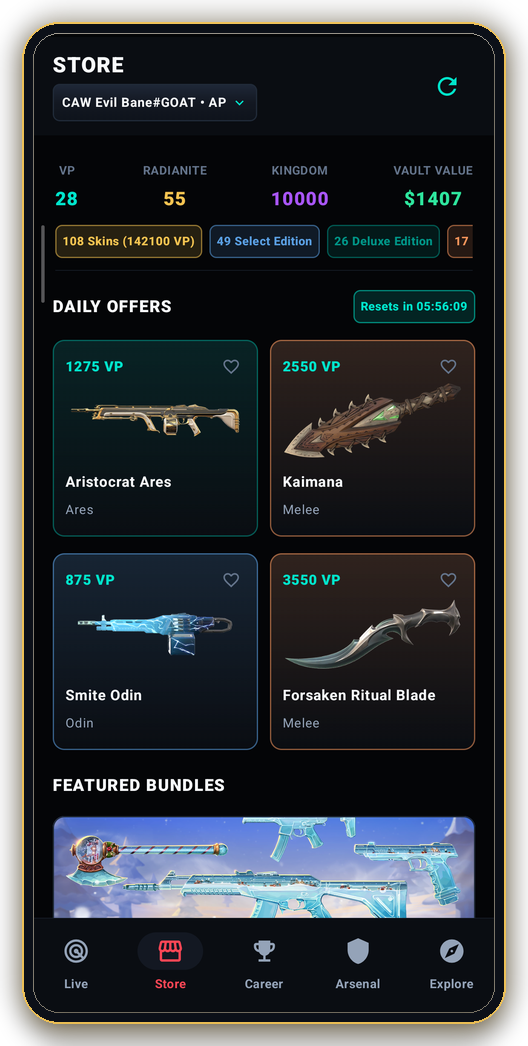 STORE
CAW Evil Bane#GOAT • AP
VP RADIANITE KINGDOM VAULT VALUE
28 55 10000 $1407
108 Skins (142100 VP) 49 Select Edition 26 Deluxe Edition 17
DAILY OFFERS Resets in 05:56:09
1275 VP
Aristocrat Ares
Ares
2550 VP
Kaimana
Melee
875 VP
Smite Odin
Odin
3550 VP
Forsaken Ritual Blade
Melee
FEATURED BUNDLES
Live Store Career Arsenal Explore